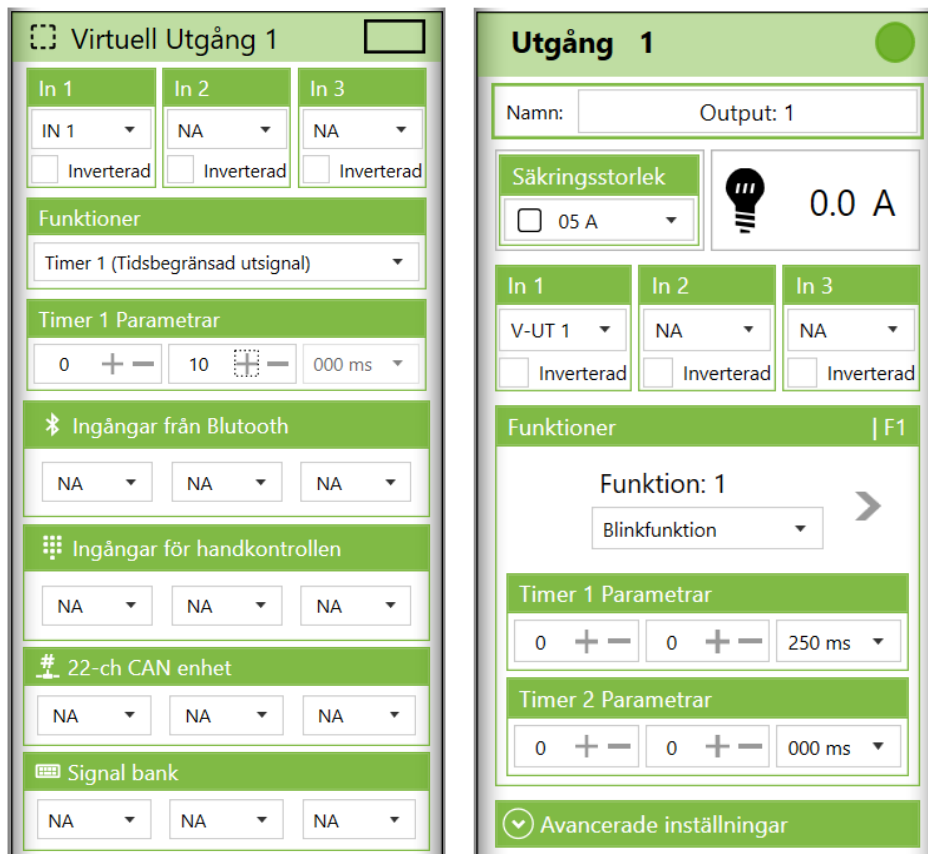 Virtuell Utgång 1
In 1 In 2 In 3
IN 1 NA NA
Inverterad Inverterad Inverterad
Funktioner
Timer 1 (Tidsbegränsad utsignal)
Timer 1 Parametrar
0 + − 10 + − 000 ms
Ingångar från Blutooth
NA NA NA
Ingångar för handkontrollen
NA NA NA
22-ch CAN enhet
NA NA NA
Signal bank
NA NA NA
Utgång 1
Namn: Output: 1
Säkringsstorlek
05 A
0.0 A
In 1 In 2 In 3
V-UT 1 NA NA
Inverterad Inverterad Inverterad
Funktioner | F1
Funktion: 1
Blinkfunktion
Timer 1 Parametrar
0 + − 0 + − 250 ms
Timer 2 Parametrar
0 + − 0 + − 000 ms
Avancerade inställningar